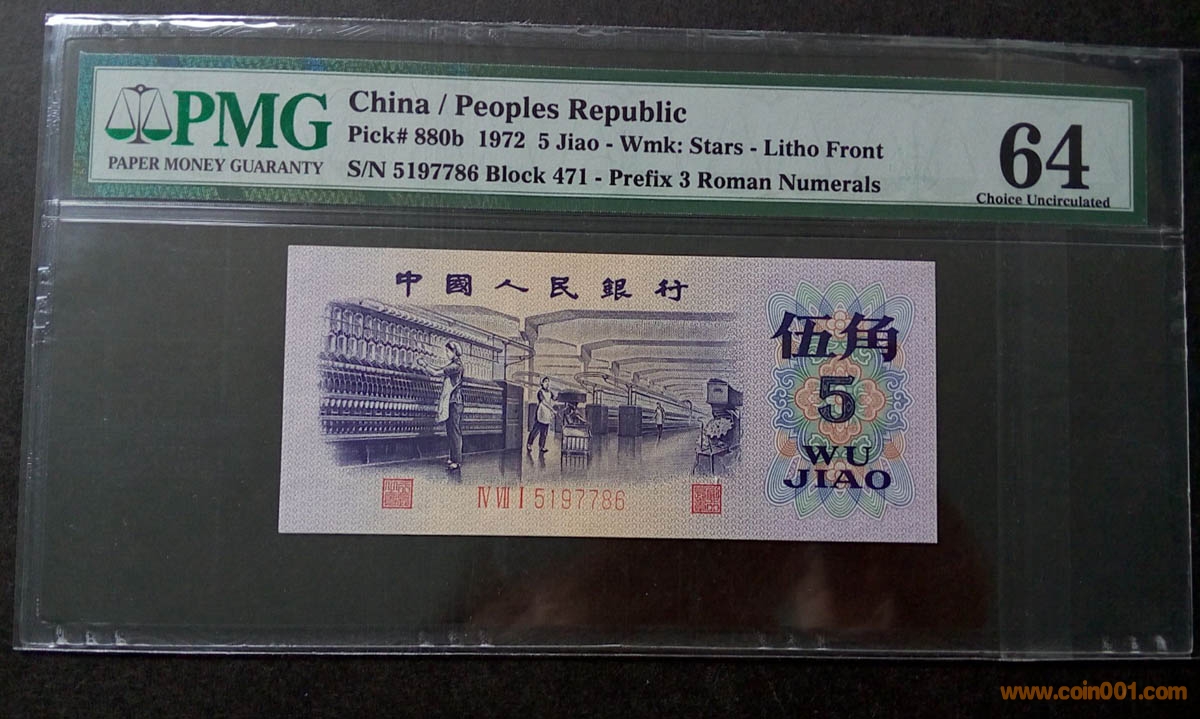 PMG
PAPER MONEY GUARANTY
China / Peoples Republic
Pick# 880b 1972 5 Jiao - Wmk: Stars - Litho Front
S/N 5197786 Block 471 - Prefix 3 Roman Numerals
64
Choice Uncirculated
中國人民銀行
伍角
5
WU
JIAO
Ⅳ Ⅶ Ⅰ 5197786
www.coin001.com